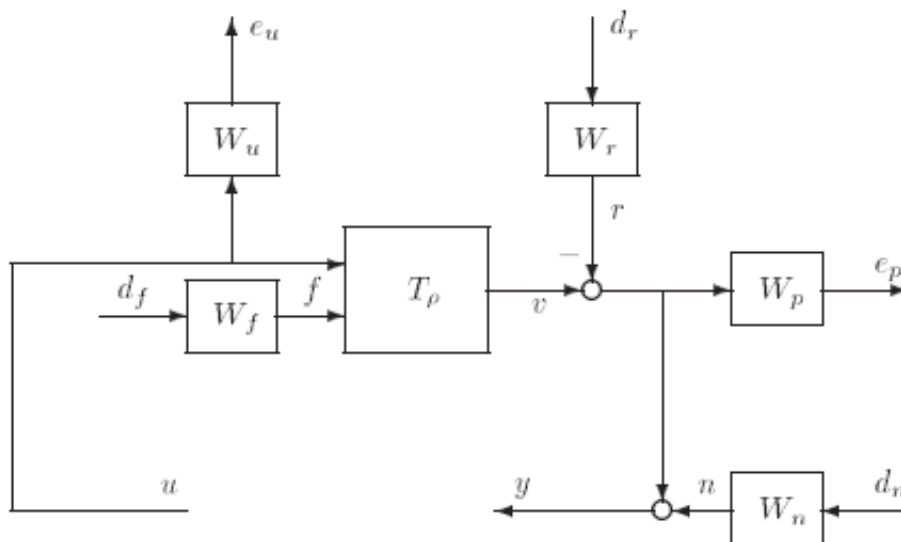 e_u
d_r
W_u
W_r
r
−
d_f
W_f
f
T_ρ
v
W_p
e_p
u
y
n
W_n
d_n